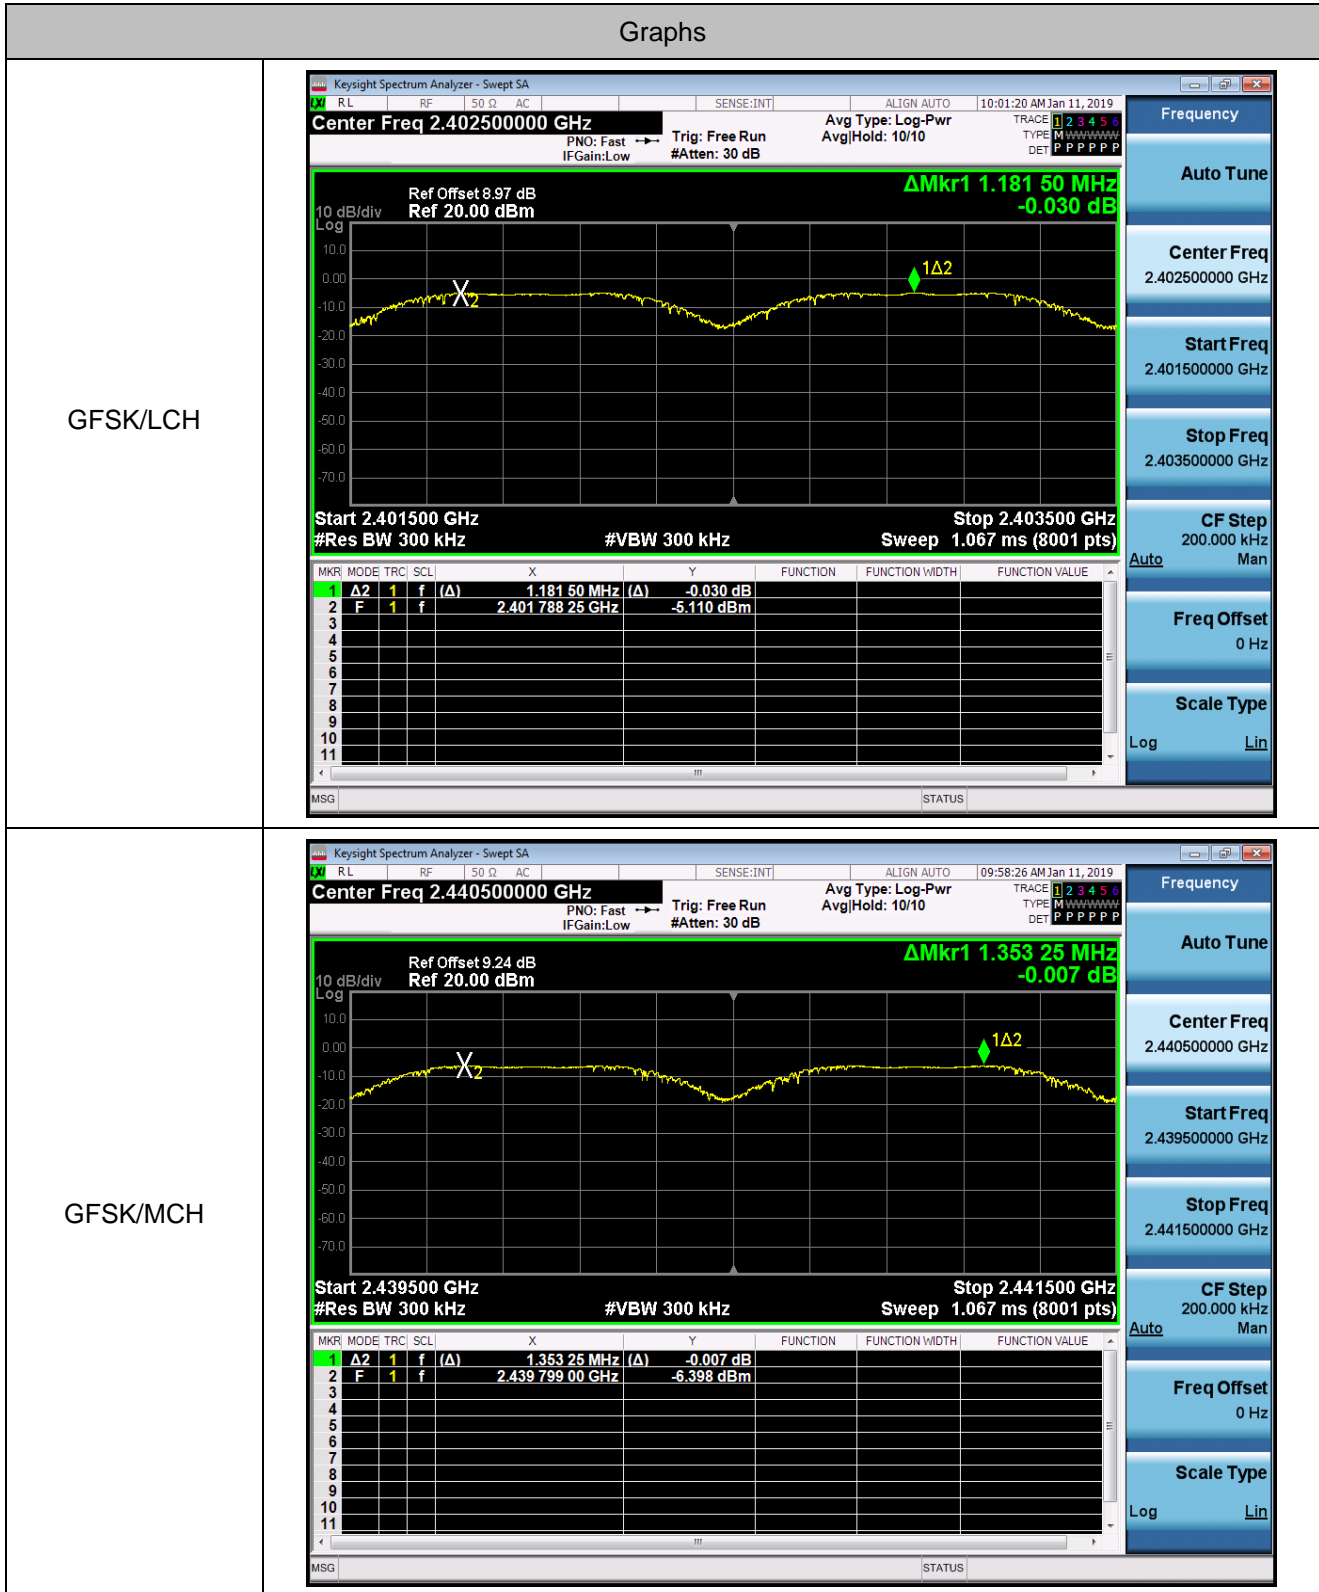 Graphs
GFSK/LCH
Keysight Spectrum Analyzer - Swept SA
LXI RL RF 50 Ω AC SENSE:INT ALIGN AUTO 10:01:20 AM Jan 11, 2019
Center Freq 2.402500000 GHz Avg Type: Log-Pwr TRACE 1 2 3 4 5 6
PNO: Fast Trig: Free Run Avg|Hold: 10/10 TYPE M WWWWW
IFGain:Low #Atten: 30 dB DET P P P P P P
ΔMkr1 1.181 50 MHz
Ref Offset 8.97 dB
-0.030 dB
10 dB/div Ref 20.00 dBm
Log
10.0
0.00
-10.0
-20.0
-30.0
-40.0
-50.0
-60.0
-70.0
X2
1Δ2
Start 2.401500 GHz Stop 2.403500 GHz
#Res BW 300 kHz #VBW 300 kHz Sweep 1.067 ms (8001 pts)
MKR MODE TRC SCL X Y FUNCTION FUNCTION WIDTH FUNCTION VALUE
1 Δ2 1 f (Δ) 1.181 50 MHz (Δ) -0.030 dB
2 F 1 f 2.401 788 25 GHz -5.110 dBm
3
4
5
6
7
8
9
10
11
MSG STATUS
Frequency
Auto Tune
Center Freq
2.402500000 GHz
Start Freq
2.401500000 GHz
Stop Freq
2.403500000 GHz
CF Step
200.000 kHz
Auto Man
Freq Offset
0 Hz
Scale Type
Log Lin
GFSK/MCH
Keysight Spectrum Analyzer - Swept SA
LXI RL RF 50 Ω AC SENSE:INT ALIGN AUTO 09:58:26 AM Jan 11, 2019
Center Freq 2.440500000 GHz Avg Type: Log-Pwr TRACE 1 2 3 4 5 6
PNO: Fast Trig: Free Run Avg|Hold: 10/10 TYPE M WWWWW
IFGain:Low #Atten: 30 dB DET P P P P P P
ΔMkr1 1.353 25 MHz
Ref Offset 9.24 dB
-0.007 dB
10 dB/div Ref 20.00 dBm
Log
10.0
0.00
-10.0
-20.0
-30.0
-40.0
-50.0
-60.0
-70.0
X2
1Δ2
Start 2.439500 GHz Stop 2.441500 GHz
#Res BW 300 kHz #VBW 300 kHz Sweep 1.067 ms (8001 pts)
MKR MODE TRC SCL X Y FUNCTION FUNCTION WIDTH FUNCTION VALUE
1 Δ2 1 f (Δ) 1.353 25 MHz (Δ) -0.007 dB
2 F 1 f 2.439 799 00 GHz -6.398 dBm
3
4
5
6
7
8
9
10
11
MSG STATUS
Frequency
Auto Tune
Center Freq
2.440500000 GHz
Start Freq
2.439500000 GHz
Stop Freq
2.441500000 GHz
CF Step
200.000 kHz
Auto Man
Freq Offset
0 Hz
Scale Type
Log Lin